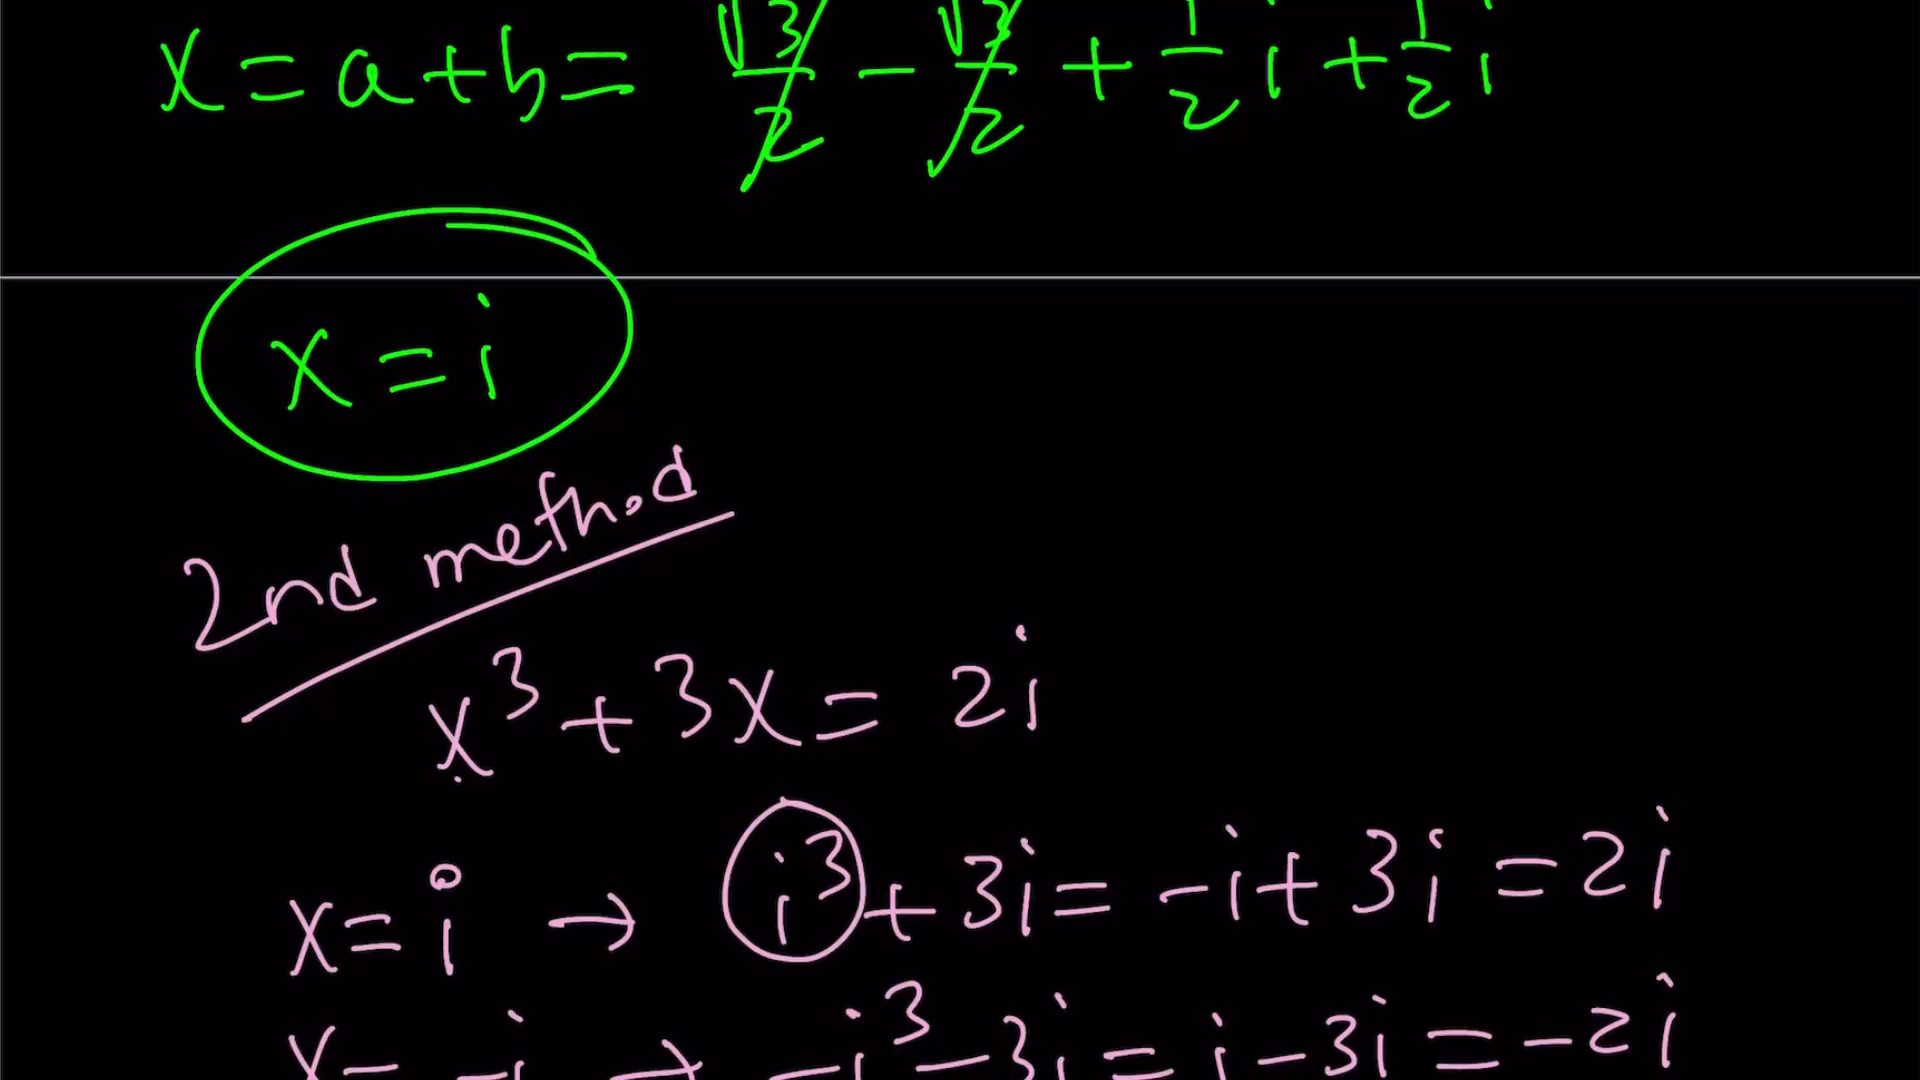 x = a + b = √3/2 - √3/2 + 1/2 i + 1/2 i
x = i
2nd method
x³ + 3x = 2i
x = i → i³ + 3i = -i + 3i = 2i
x = -i → -i³ - 3i = i - 3i = -2i